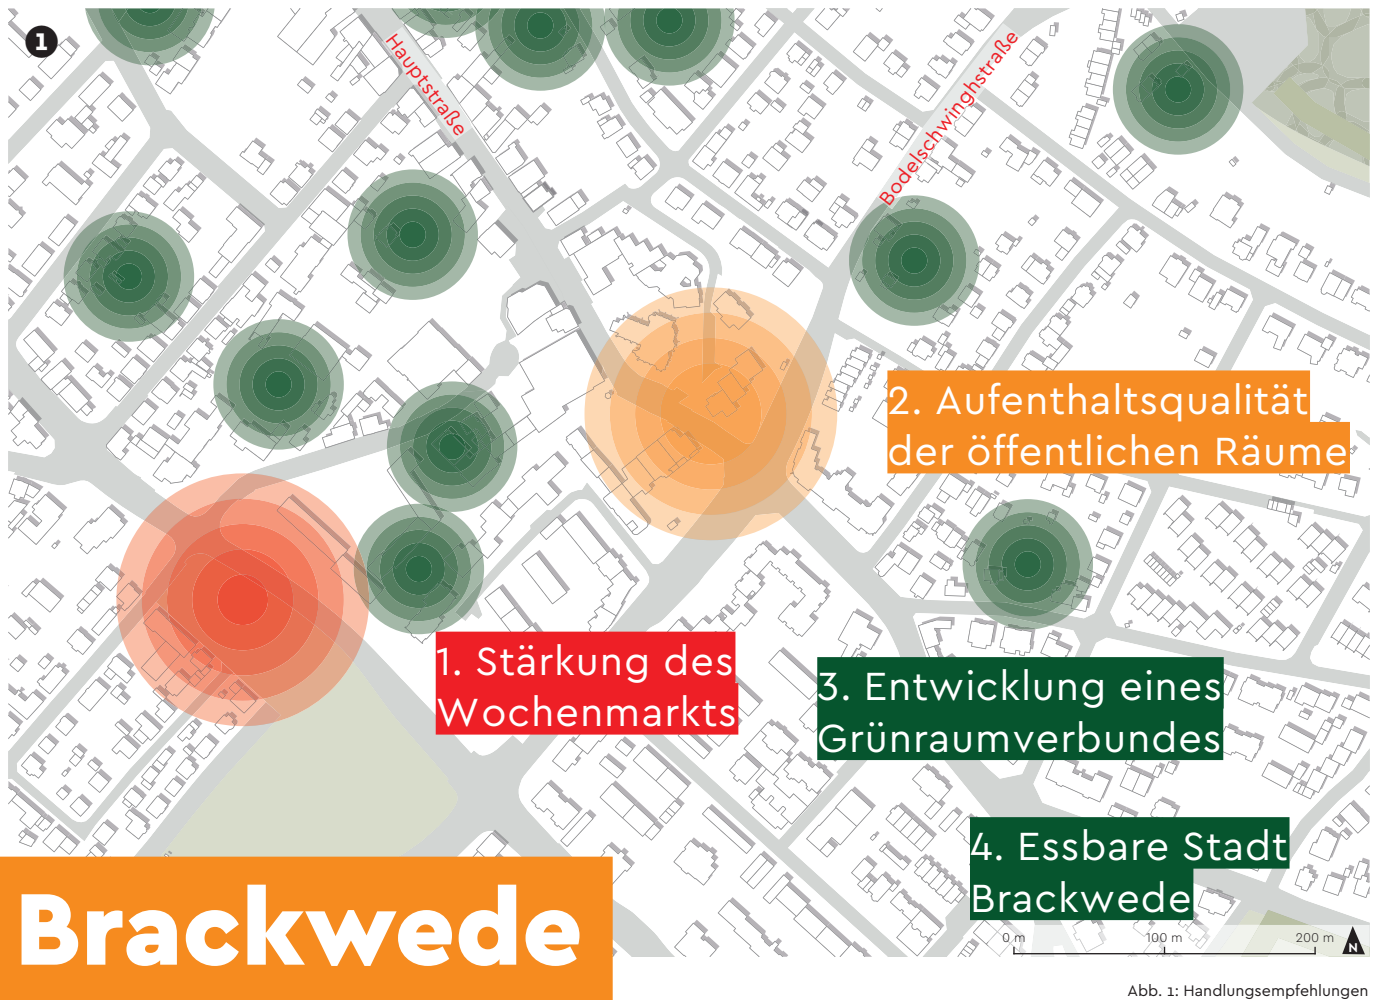 1
Hauptstraße
Bodelschwinghstraße
2. Aufenthaltsqualität
der öffentlichen Räume
1. Stärkung des
Wochenmarkts
3. Entwicklung eines
Grünraumverbundes
4. Essbare Stadt
Brackwede
Brackwede
0 m 100 m 200 m N
Abb. 1: Handlungsempfehlungen